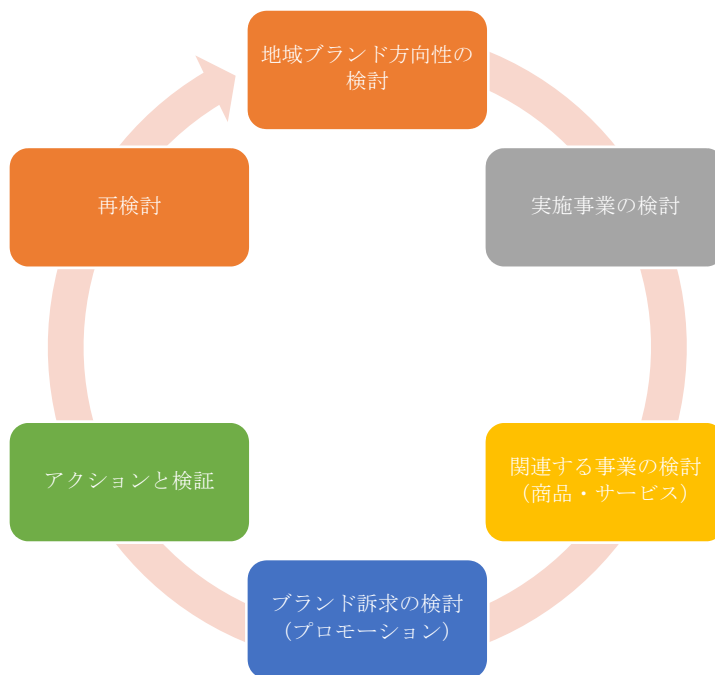 地域ブランド方向性の
検討
実施事業の検討
関連する事業の検討
（商品・サービス）
ブランド訴求の検討
（プロモーション）
アクションと検証
再検討